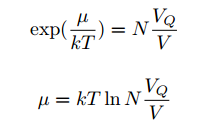 exp(μ/kT) = N V_Q/V
μ = kT ln N V_Q/V